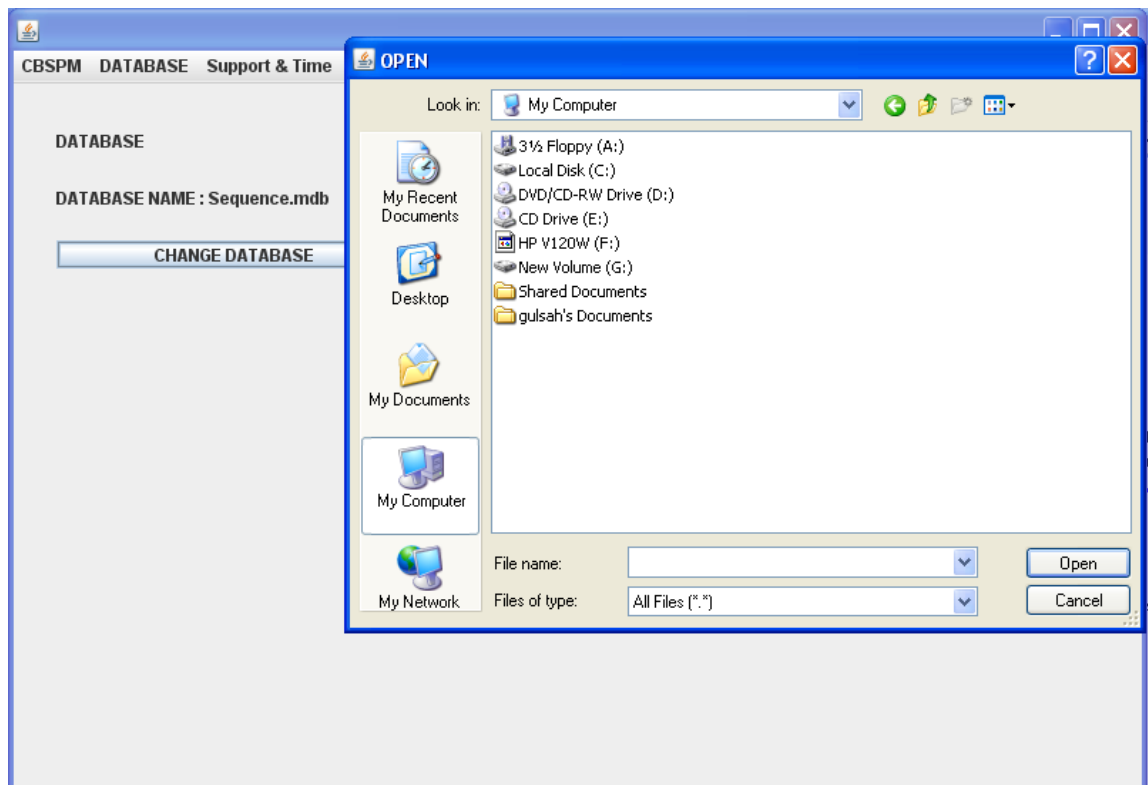 CBSPM DATABASE Support & Time
DATABASE
DATABASE NAME : Sequence.mdb
CHANGE DATABASE
OPEN
Look in: My Computer
My Recent
Documents
Desktop
My Documents
My Computer
My Network
3½ Floppy (A:)
Local Disk (C:)
DVD/CD-RW Drive (D:)
CD Drive (E:)
HP V120W (F:)
New Volume (G:)
Shared Documents
gulsah's Documents
File name:
Open
Files of type: All Files (*.*)
Cancel